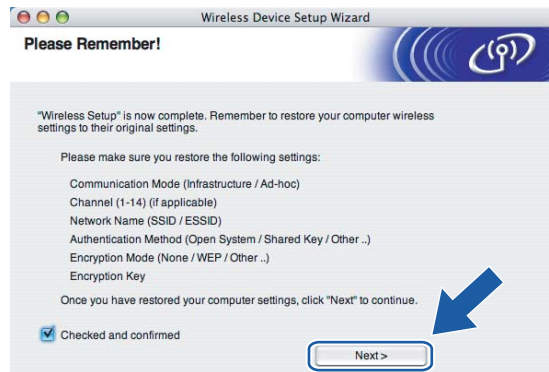 Wireless Device Setup Wizard
Please Remember!
"Wireless Setup" is now complete. Remember to restore your computer wireless
settings to their original settings.
Please make sure you restore the following settings:
Communication Mode (Infrastructure / Ad-hoc)
Channel (1-14) (if applicable)
Network Name (SSID / ESSID)
Authentication Method (Open System / Shared Key / Other ..)
Encryption Mode (None / WEP / Other ..)
Encryption Key
Once you have restored your computer settings, click "Next" to continue.
Checked and confirmed
Next >